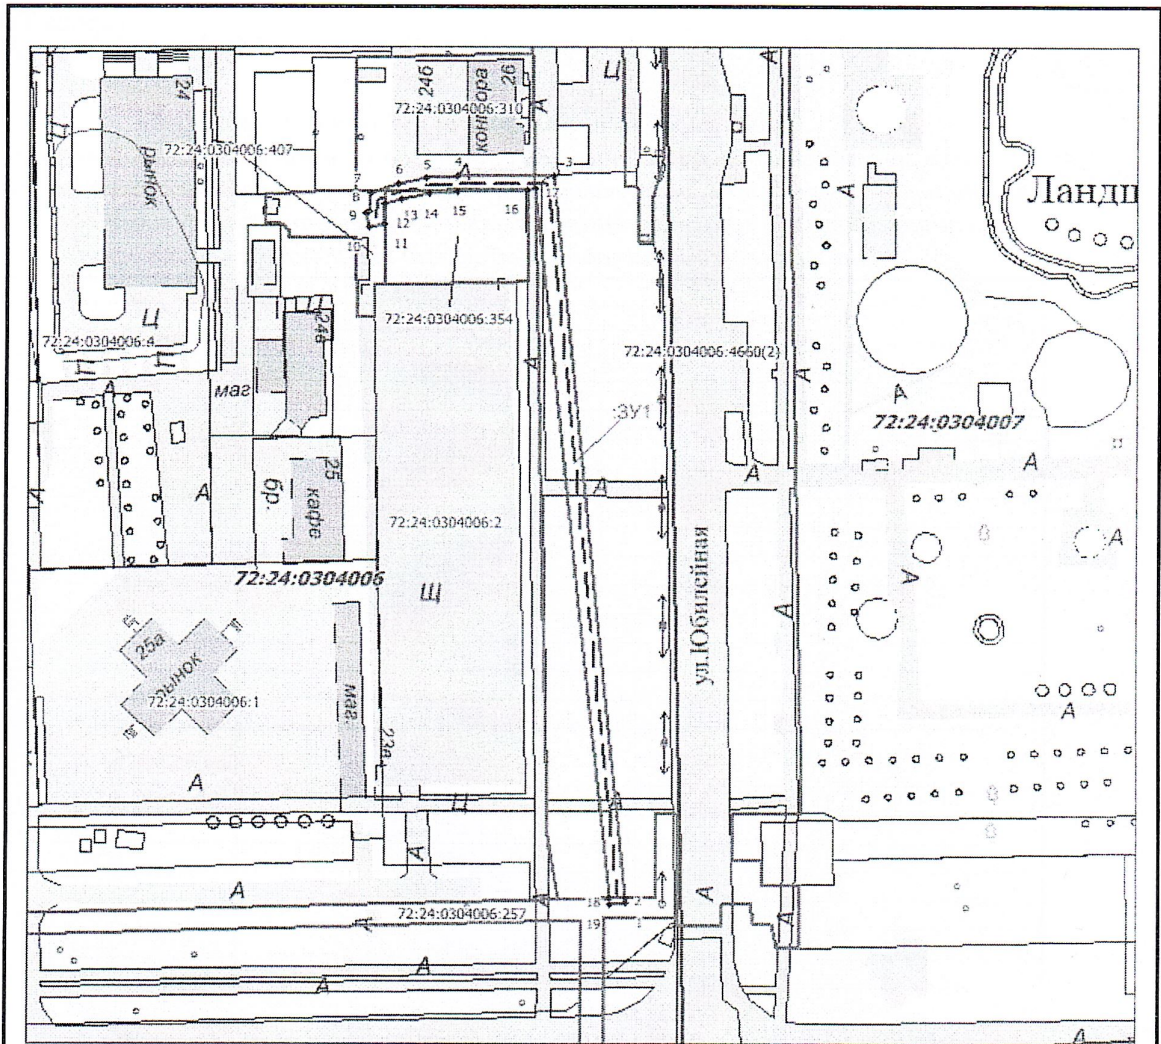 24
рынок
72:24:0304006:407
24б
контора
26
72:24:0304006:310
Ц
А
А
А
3
4
5
6
7
8
9
10
11
12
13
14
15
16
17
Ландш
А
72:24:0304006:4
Ц
Ц
Ц
А
маг
24в
72:24:0304006:354
72:24:0304006:4660(2)
А
А
А
:ЗУ1
72:24:0304007
А
А
А
А
бр.
25
кафе
А
72:24:0304006:2
ул.Юбилейная
А
А
72:24:0304006
Щ
А
25а
рынок
72:24:0304006:1
маг.
23а
А
А
Ц
А
А
А
18
2
А
А
72:24:0304006:257
19
1
А
А
А
А
А